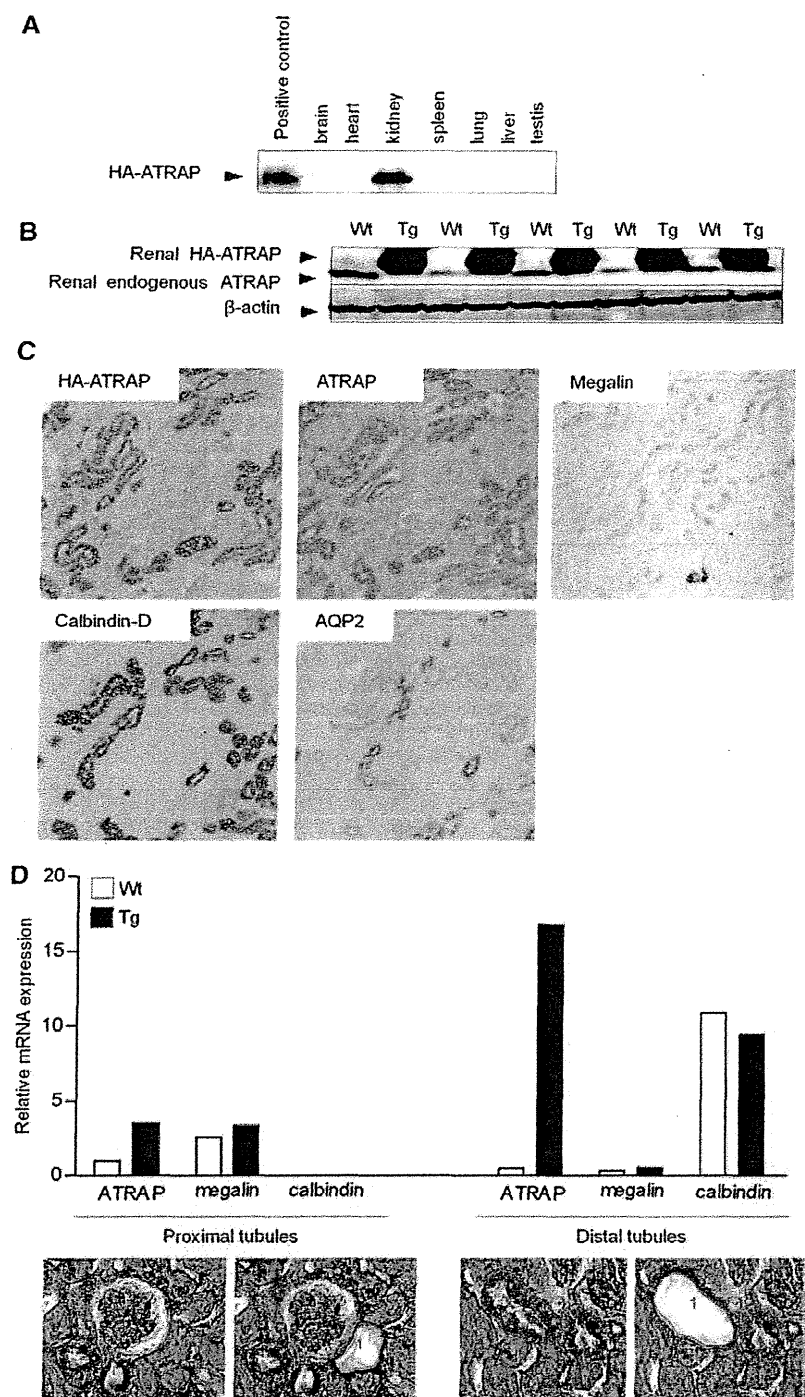 A
Positive control
brain
heart
kidney
spleen
lung
liver
testis
HA-ATRAP
B
Wt Tg Wt Tg Wt Tg Wt Tg Wt Tg
Renal HA-ATRAP
Renal endogenous ATRAP
β-actin
C
HA-ATRAP
ATRAP
Megalin
Calbindin-D
AQP2
D
Relative mRNA expression
20
15
10
5
0
Wt
Tg
ATRAP megalin calbindin ATRAP megalin calbindin
Proximal tubules Distal tubules
1 1